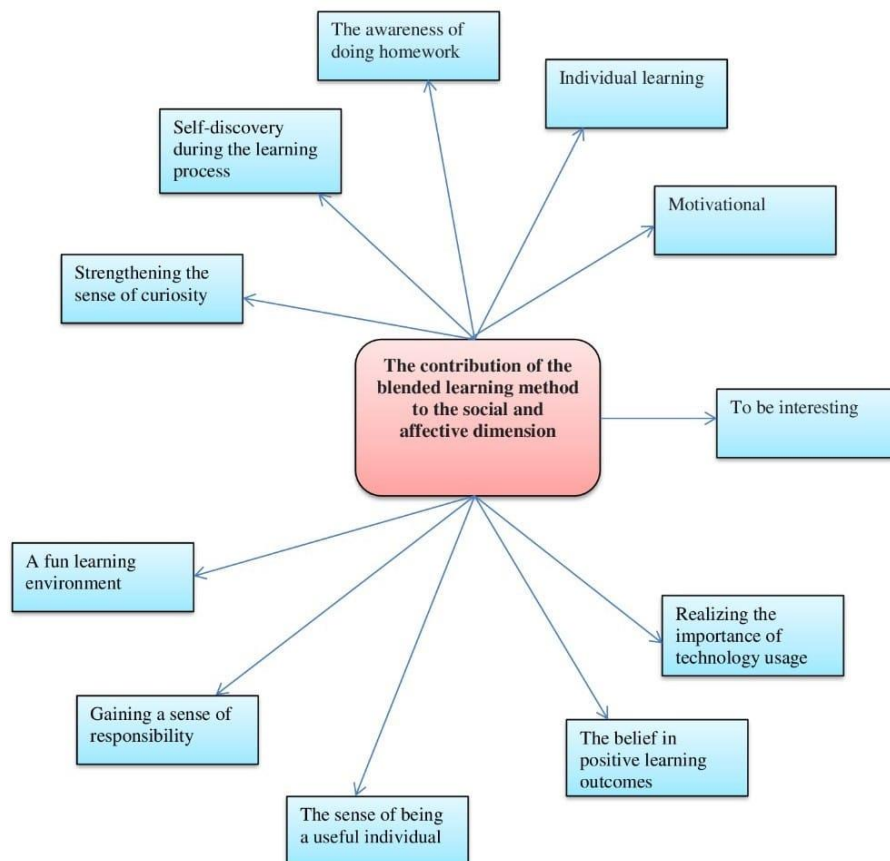 The awareness of
doing homework
Individual learning
Self-discovery
during the learning
process
Motivational
Strengthening the
sense of curiosity
The contribution of the
blended learning method
to the social and
affective dimension
To be interesting
A fun learning
environment
Realizing the
importance of
technology usage
Gaining a sense of
responsibility
The belief in
positive learning
outcomes
The sense of being
a useful individual